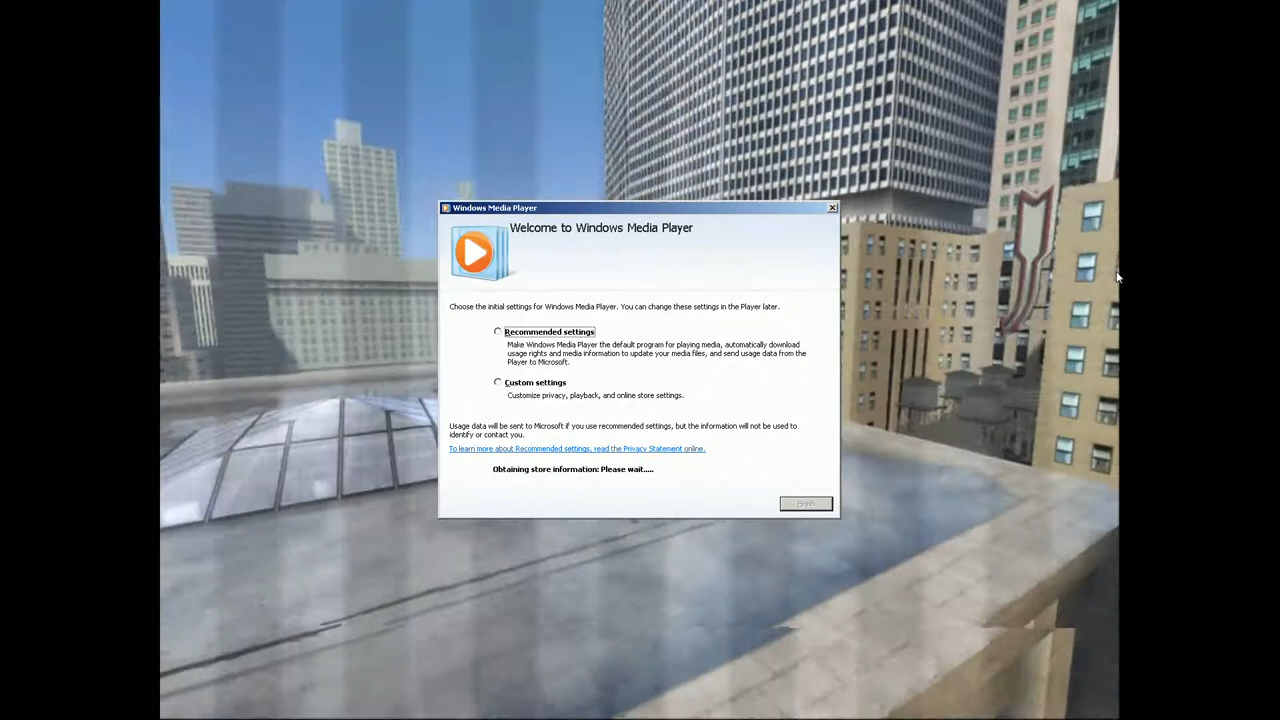 Windows Media Player
Welcome to Windows Media Player
Choose the initial settings for Windows Media Player. You can change these settings in the Player later.
Recommended settings
Make Windows Media Player the default program for playing media, automatically download
usage rights and media information to update your media files, and send usage data from the
Player to Microsoft.
Custom settings
Customize privacy, playback, and online store settings.
Usage data will be sent to Microsoft if you use recommended settings, but the information will not be used to
identify or contact you.
To learn more about Recommended settings, read the Privacy Statement online.
Obtaining store information: Please wait.....
Finish